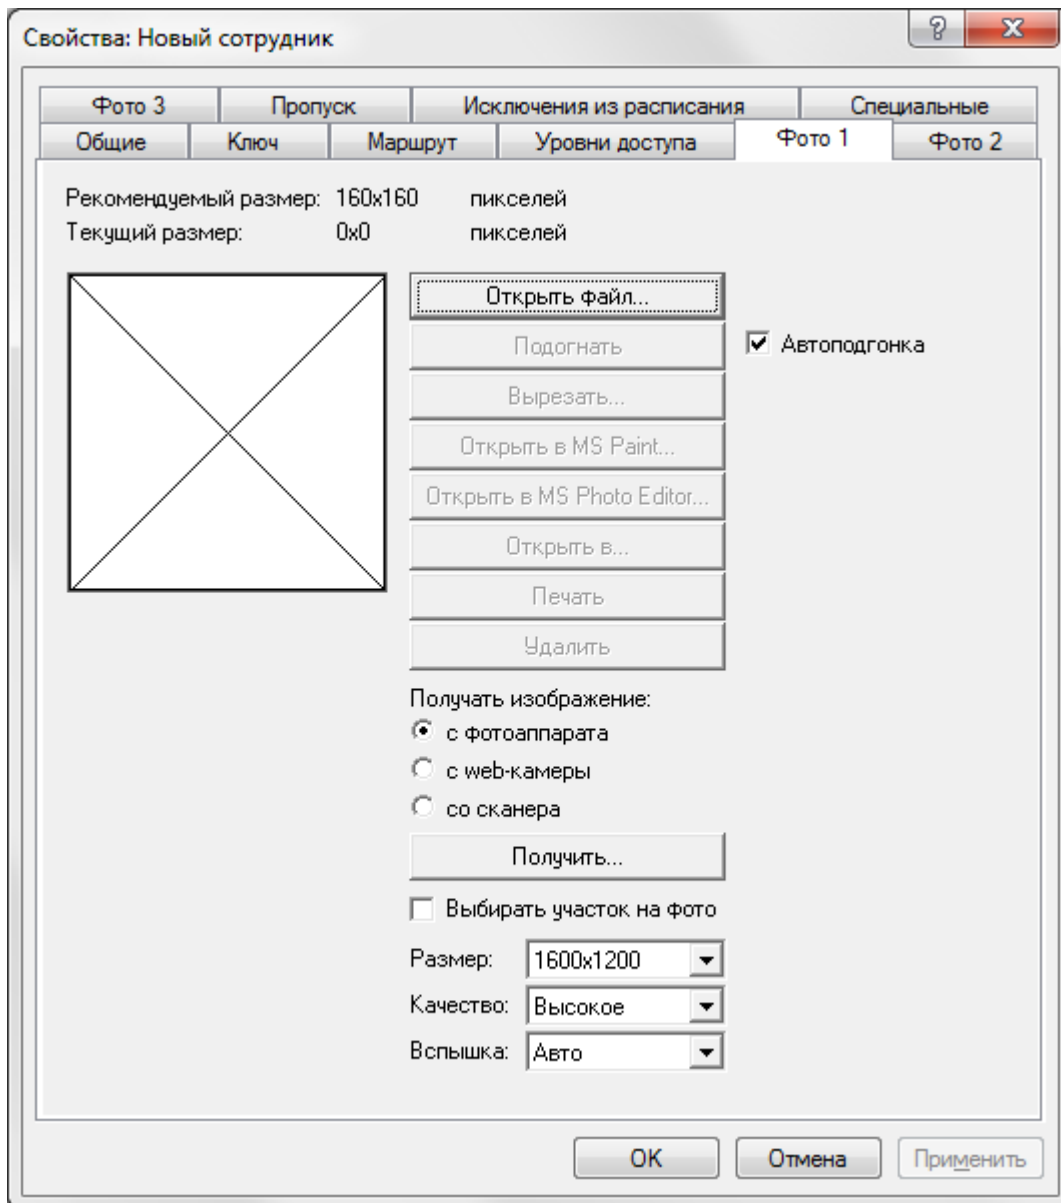 Свойства: Новый сотрудник
Фото 3 Пропуск Исключения из расписания Специальные
Общие Ключ Маршрут Уровни доступа Фото 1 Фото 2
Рекомендуемый размер: 160x160 пикселей
Текущий размер: 0x0 пикселей
Открыть файл...
Подогнать Автоподгонка
Вырезать...
Открыть в MS Paint...
Открыть в MS Photo Editor...
Открыть в...
Печать
Удалить
Получать изображение:
с фотоаппарата
с web-камеры
со сканера
Получить...
Выбирать участок на фото
Размер: 1600x1200
Качество: Высокое
Вспышка: Авто
OK Отмена Применить